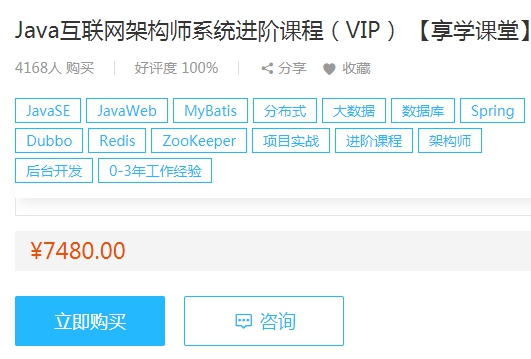 Java互联网架构师系统进阶课程（VIP）【享学课堂】
4168人 购买 好评度 100% 分享 收藏
JavaSE JavaWeb MyBatis 分布式 大数据 数据库 Spring
Dubbo Redis ZooKeeper 项目实战 进阶课程 架构师
后台开发 0-3年工作经验
¥7480.00
立即购买 咨询